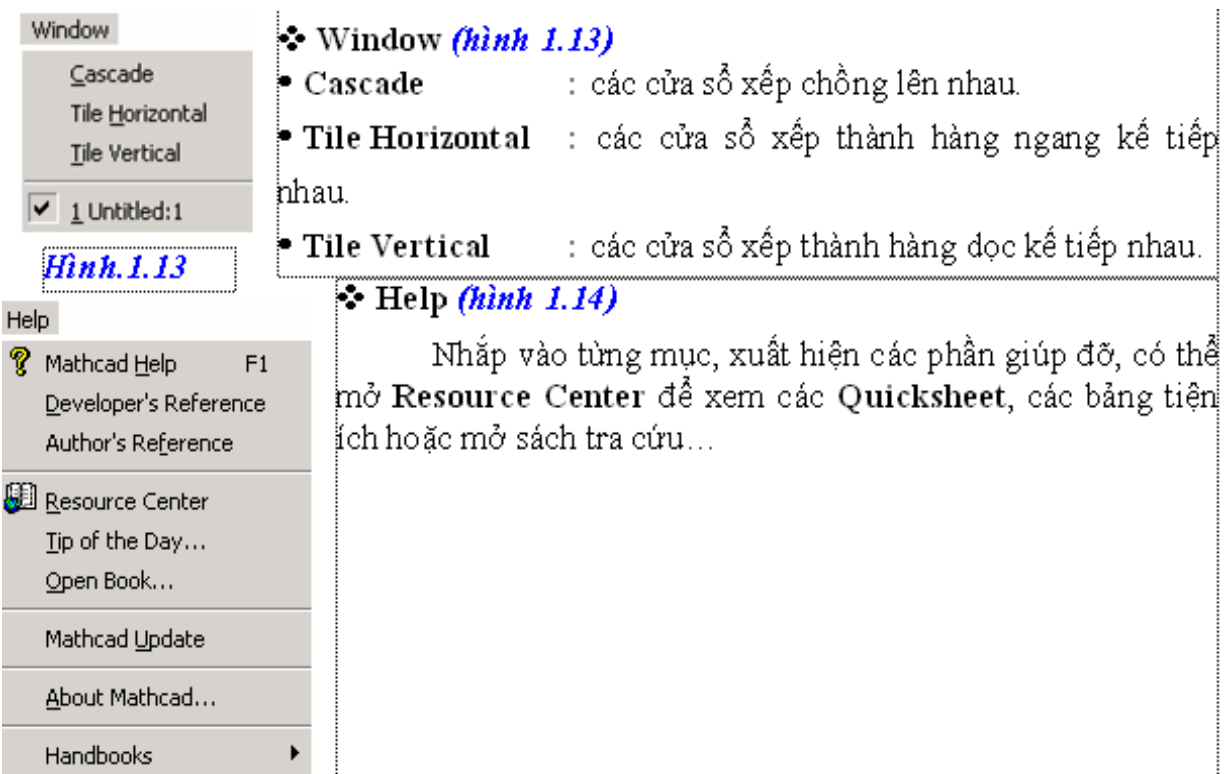 Window
Cascade
Tile Horizontal
Tile Vertical
1 Untitled:1
Hình.1.13
❖ Window (hình 1.13)
• Cascade : các cửa sổ xếp chồng lên nhau.
• Tile Horizontal : các cửa sổ xếp thành hàng ngang kế tiếp
nhau.
• Tile Vertical : các cửa sổ xếp thành hàng dọc kế tiếp nhau.
Help
Mathcad Help F1
Developer's Reference
Author's Reference
Resource Center
Tip of the Day...
Open Book...
Mathcad Update
About Mathcad...
Handbooks
❖ Help (hình 1.14)
Nhắp vào từng mục, xuất hiện các phần giúp đỡ, có thể
mở Resource Center để xem các Quicksheet, các bảng tiện
ích hoặc mở sách tra cứu...